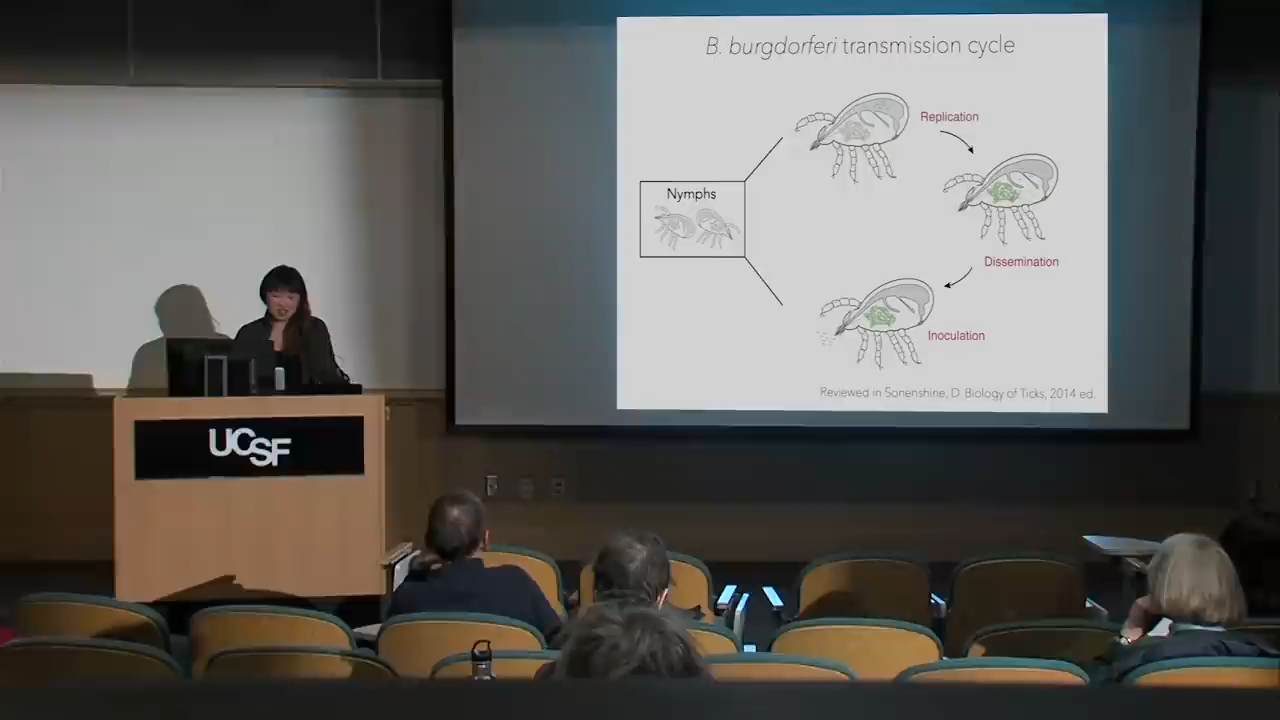 B. burgdorferi transmission cycle
Replication
Nymphs
Dissemination
Inoculation
Reviewed in Sonenshine, D. Biology of Ticks, 2014 ed.
UCSF